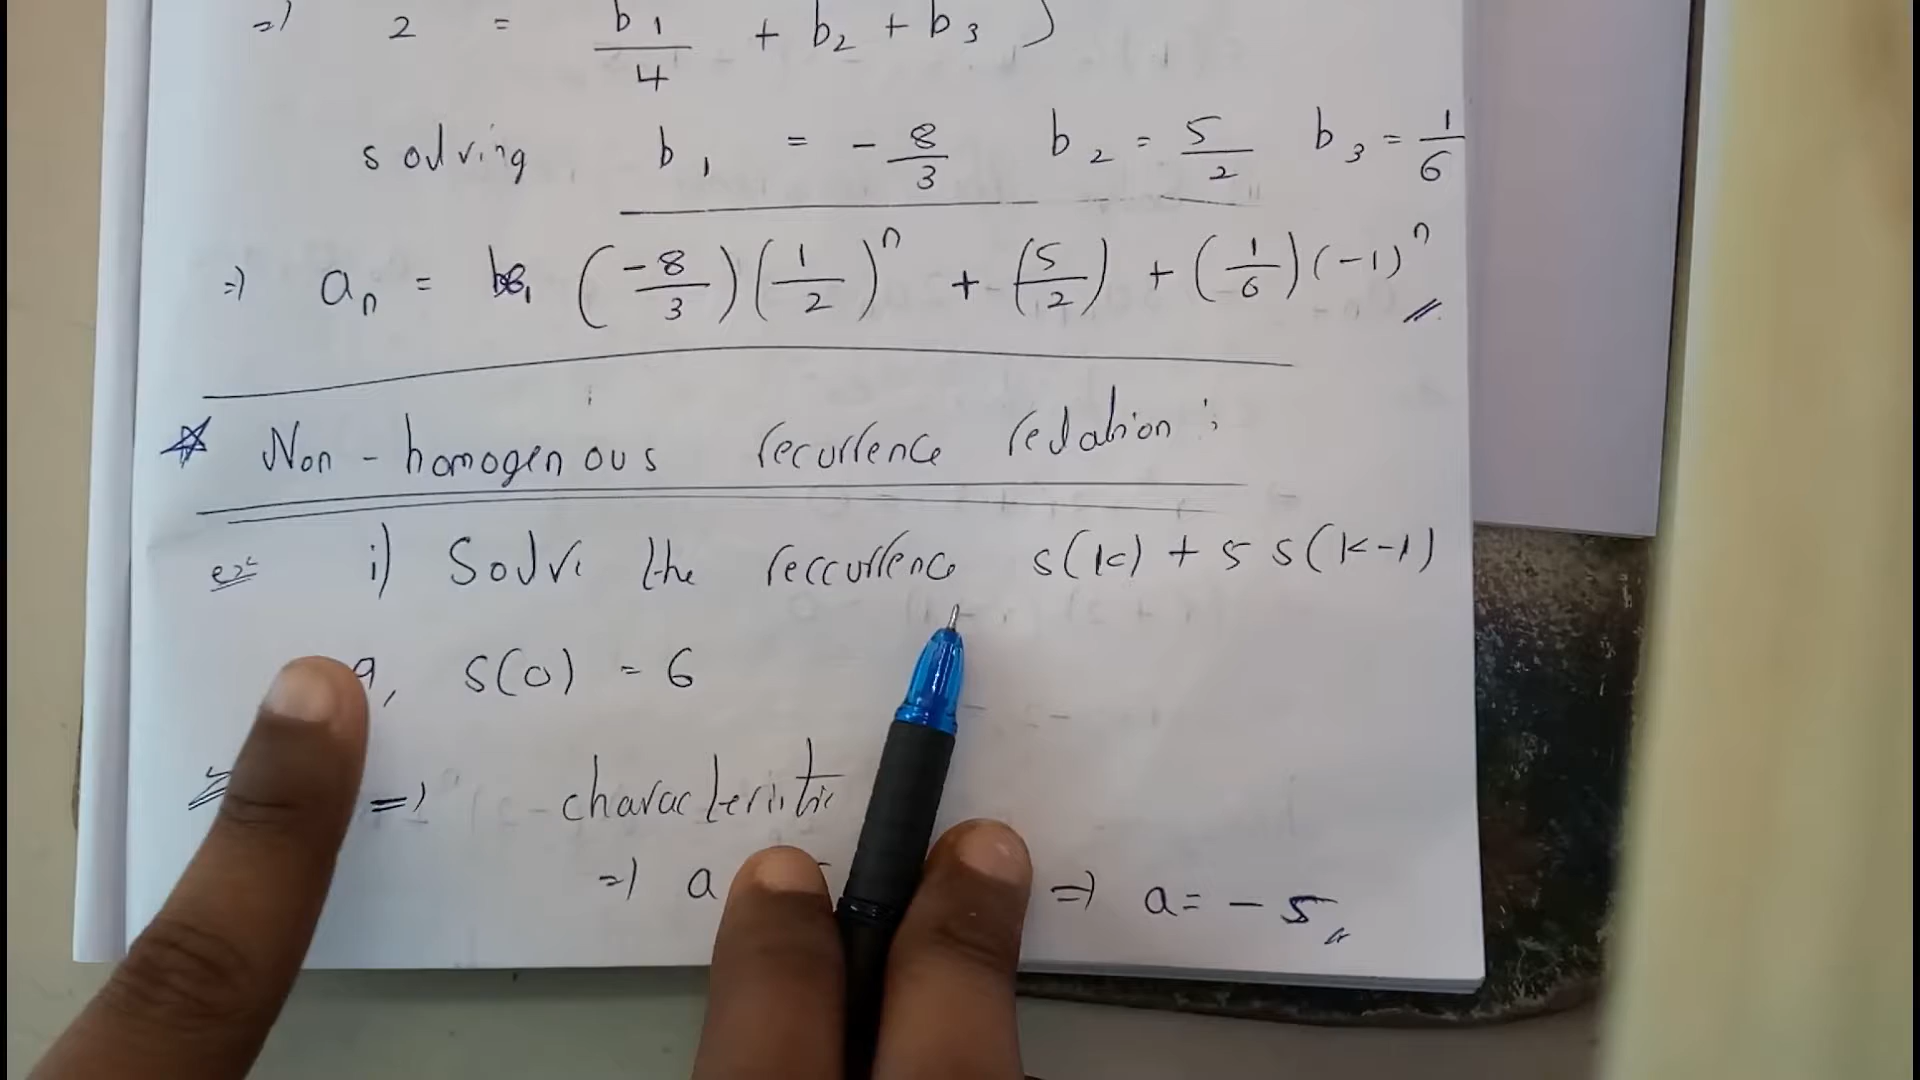 =) 2 = b1/4 + b2 + b3 )
solving b1 = -8/3 b2 = 5/2 b3 = 1/6
=) an = (-8/3)(1/2)^n + (5/2) + (1/6)(-1)^n //
☆ Non-homogenous recurrence relation :
ex i) Solve the reccurrence s(k) + 5 s(k-1)
9, s(0) = 6
=) characteristic
=) a =) a = -5 //